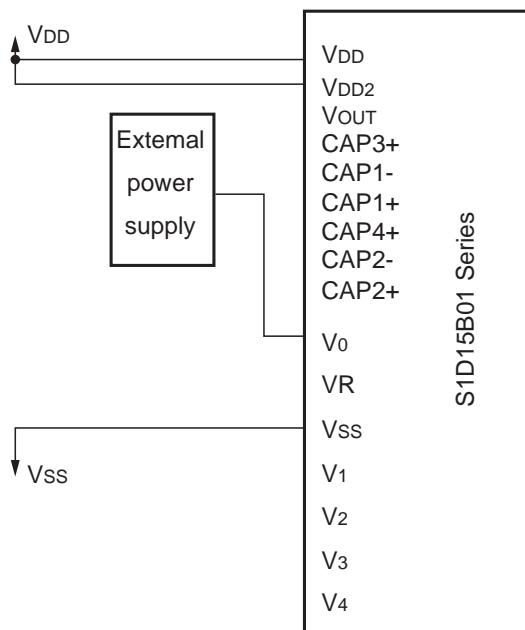 VDD
VDD
VDD2
VOUT
CAP3+
CAP1-
CAP1+
CAP4+
CAP2-
CAP2+
V0
VR
VSS
V1
V2
V3
V4
External
power
supply
VSS
S1D15B01 Series